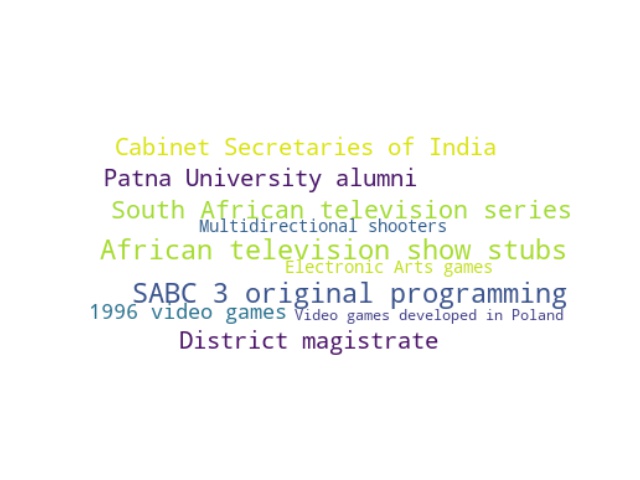 Cabinet Secretaries of India
Patna University alumni
South African television series
Multidirectional shooters
African television show stubs
Electronic Arts games
SABC 3 original programming
1996 video games
Video games developed in Poland
District magistrate